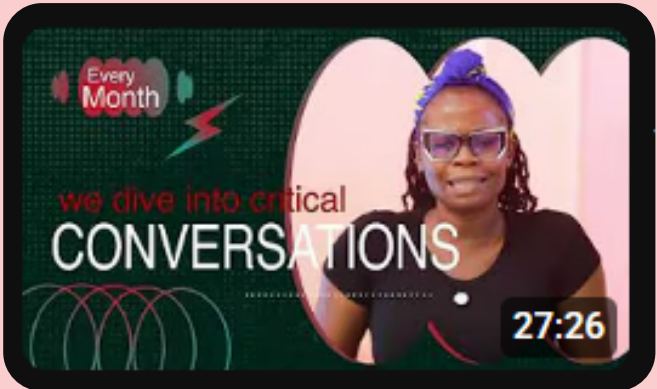 Every
Month
we dive into critical
CONVERSATIONS
27:26